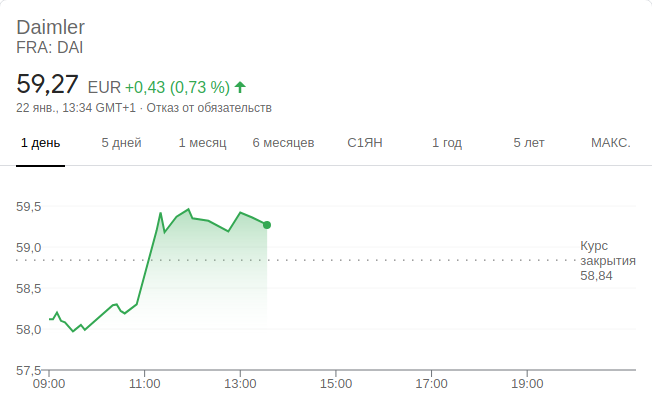 Daimler
FRA: DAI
59,27 EUR +0,43 (0,73 %)
22 янв., 13:34 GMT+1 · Отказ от обязательств
1 день 5 дней 1 месяц 6 месяцев С1ЯН 1 год 5 лет МАКС.
59,5
59,0
58,5
58,0
57,5
Курс
закрытия
58,84
09:00 11:00 13:00 15:00 17:00 19:00